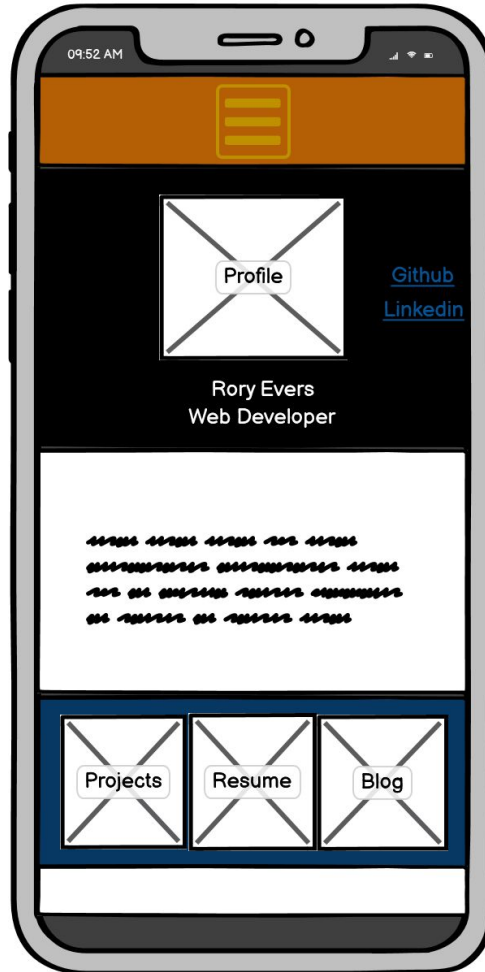 09:52 AM
Profile
Github
Linkedin
Rory Evers
Web Developer
Projects
Resume
Blog